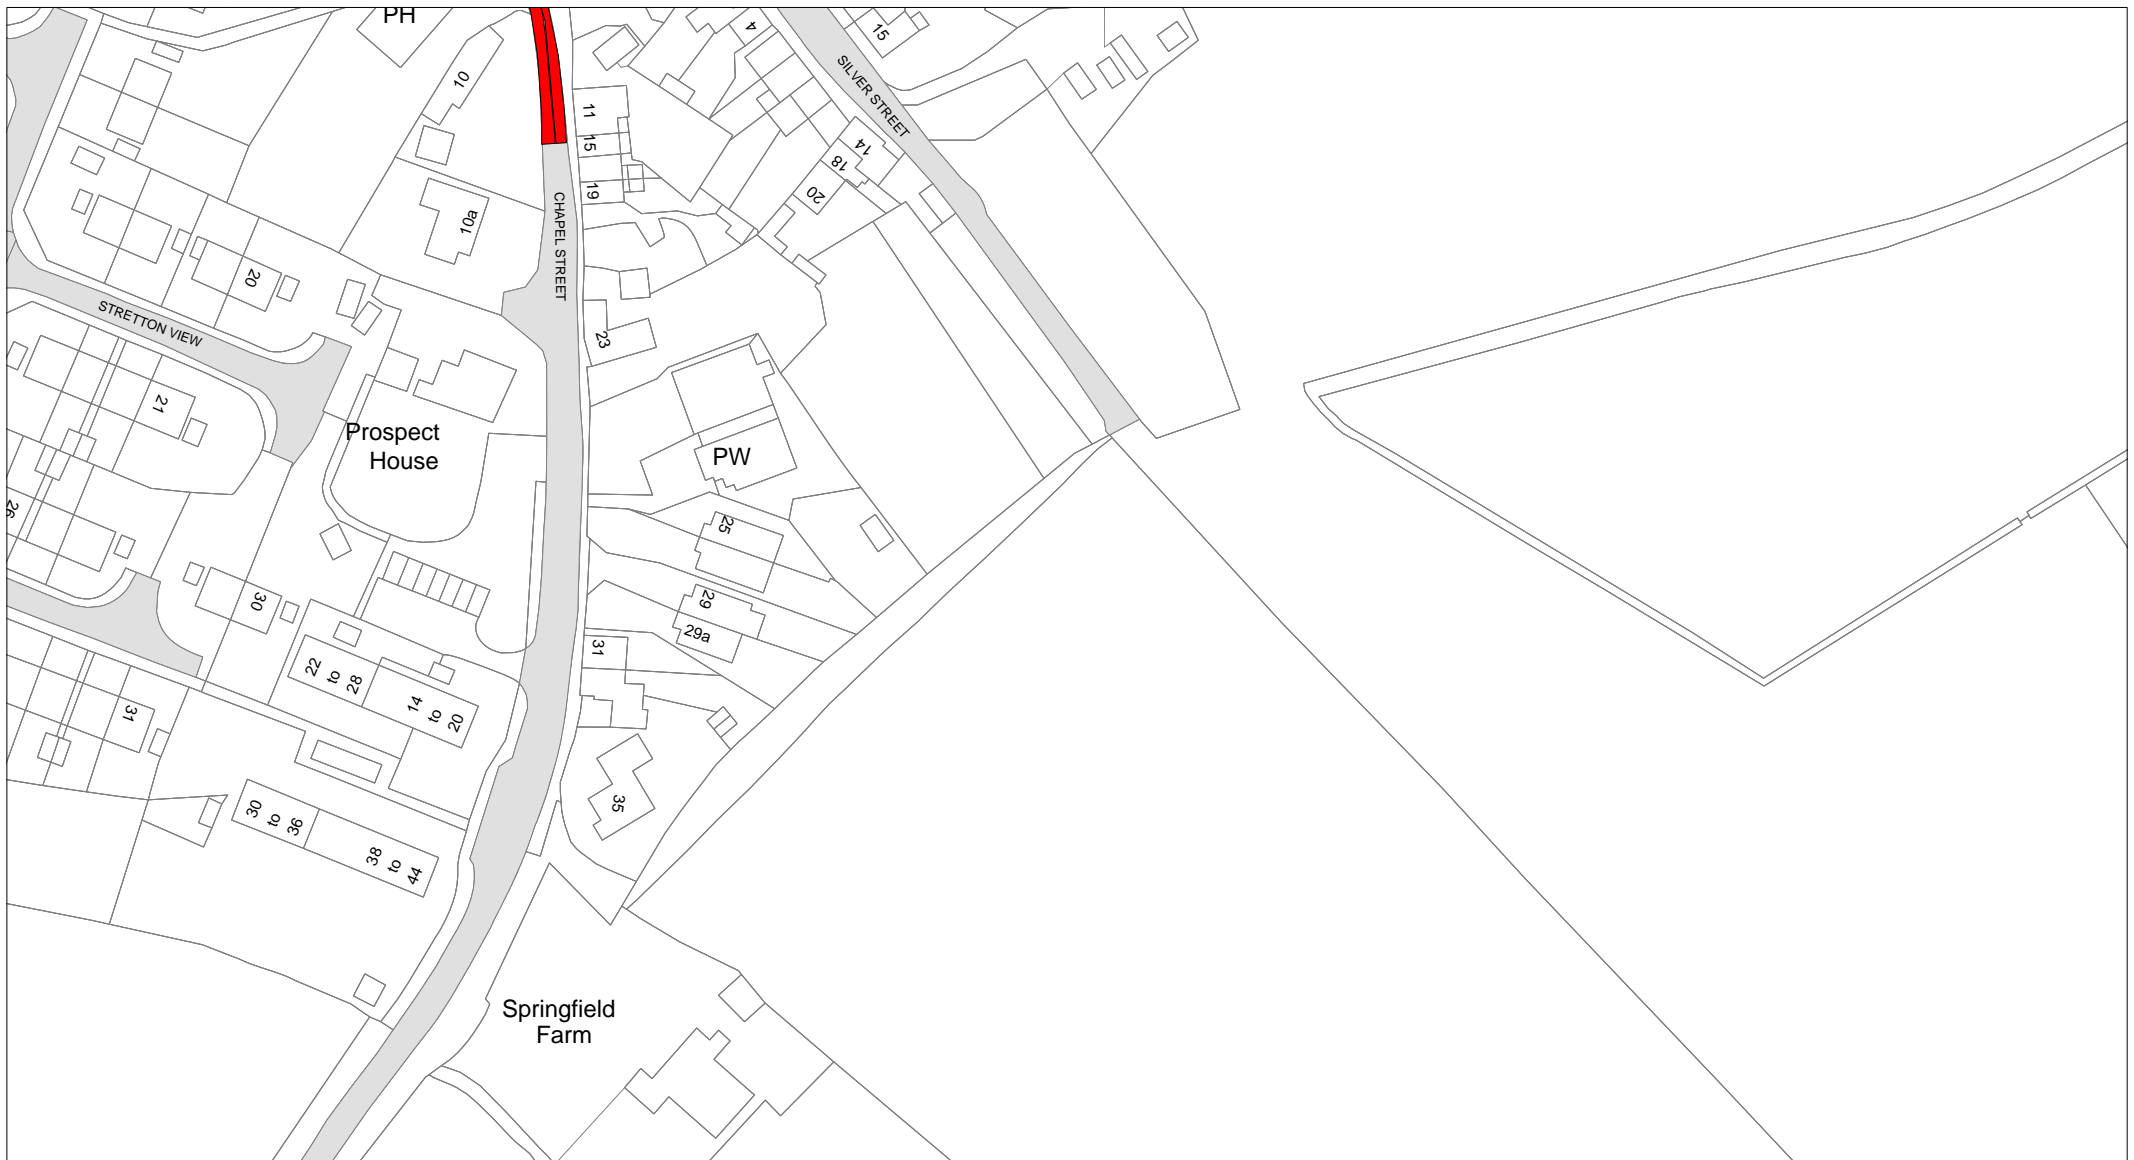 PH
4
15
10
11
15
19
SILVER STREET
14
18
20
10a
CHAPEL STREET
20
STRETTON VIEW
23
21
Prospect
House
PW
26
25
30
29
29a
31
22
to
28
14
to
20
31
35
30
to
36
38
to
44
Springfield
Farm